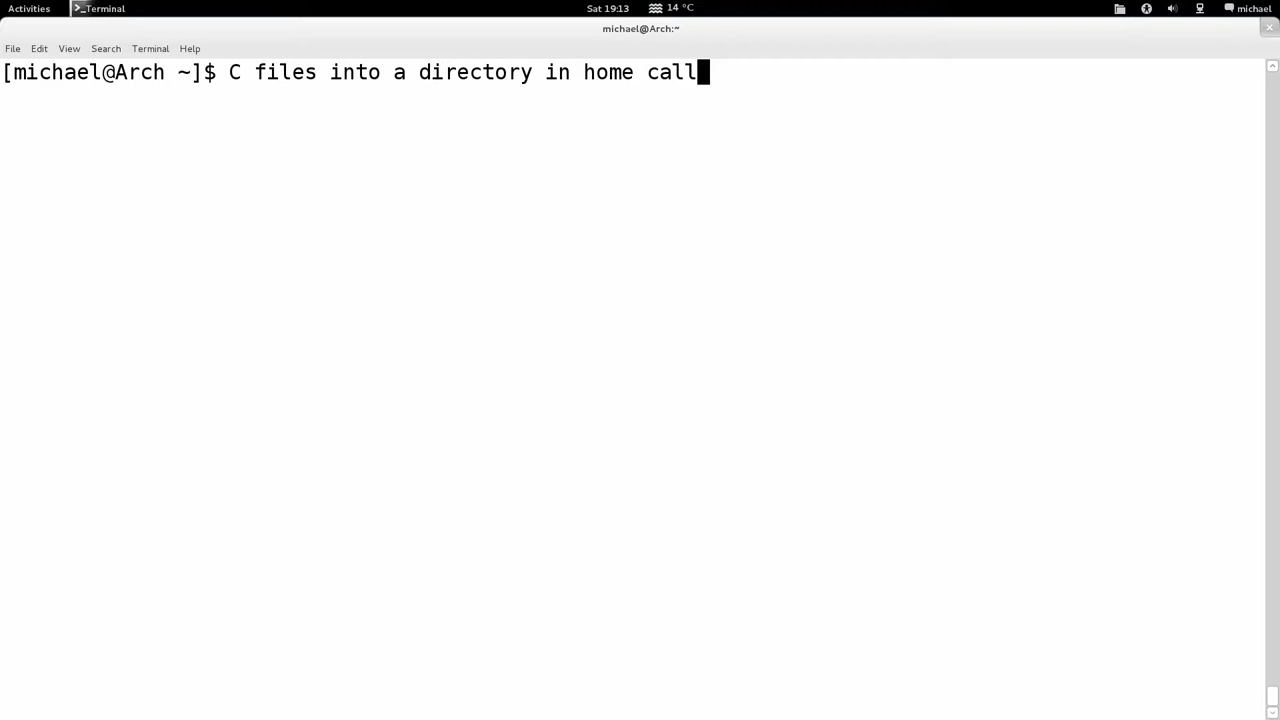 Activities Terminal Sat 19:13 14 °C michael
michael@Arch:~
File Edit View Search Terminal Help
[michael@Arch ~]$ C files into a directory in home call